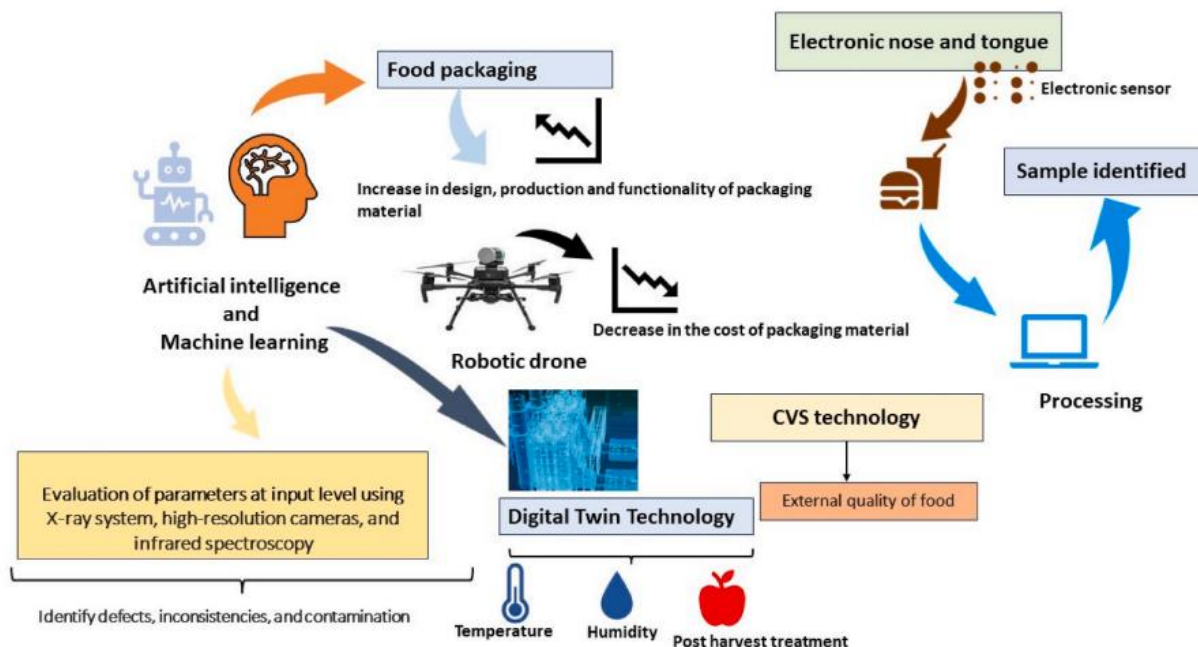 Food packaging
Increase in design, production and functionality of packaging
material
Artificial intelligence
and
Machine learning
Robotic drone
Decrease in the cost of packaging material
Electronic nose and tongue
Electronic sensor
Sample identified
Processing
Evaluation of parameters at input level using
X-ray system, high-resolution cameras, and
infrared spectroscopy
Identify defects, inconsistencies, and contamination
Digital Twin Technology
Temperature
Humidity
Post harvest treatment
CVS technology
External quality of food